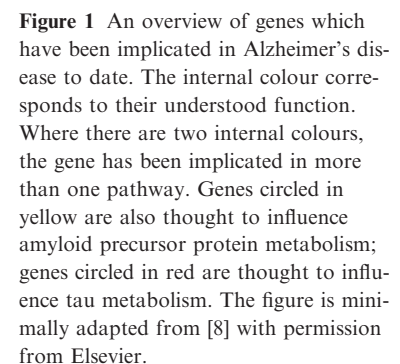 Figure 1 An overview of genes which
have been implicated in Alzheimer's dis-
ease to date. The internal colour corre-
sponds to their understood function.
Where there are two internal colours,
the gene has been implicated in more
than one pathway. Genes circled in
yellow are also thought to influence
amyloid precursor protein metabolism;
genes circled in red are thought to influ-
ence tau metabolism. The figure is mini-
mally adapted from [8] with permission
from Elsevier.